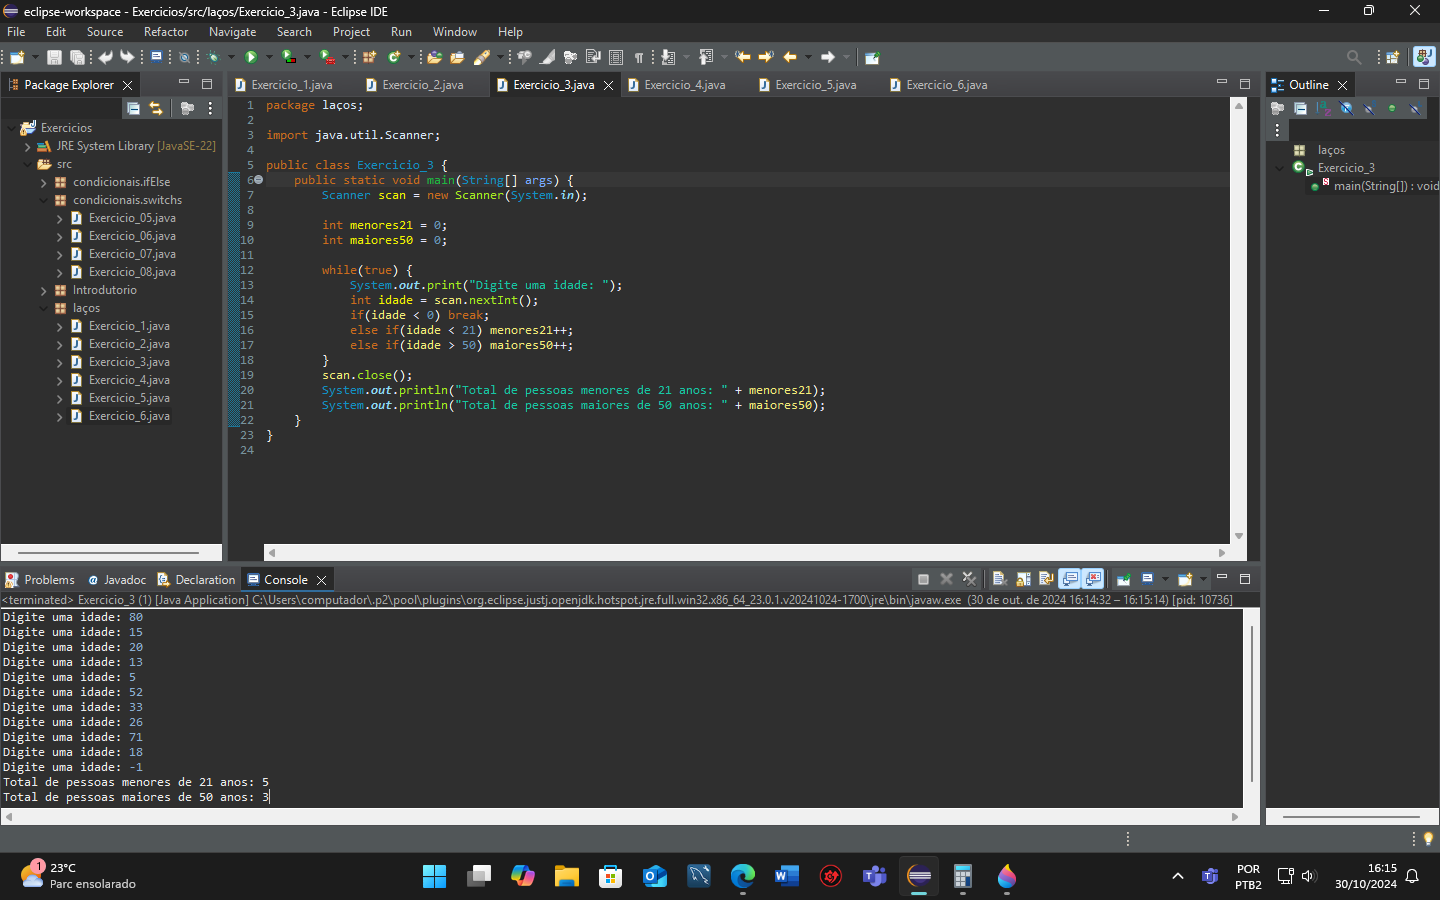 eclipse-workspace - Exercicios/src/laços/Exercicio_3.java - Eclipse IDE
File Edit Source Refactor Navigate Search Project Run Window Help
Package Explorer
Exercicios
JRE System Library [JavaSE-22]
src
condicionais.ifElse
condicionais.switchs
Exercicio_05.java
Exercicio_06.java
Exercicio_07.java
Exercicio_08.java
Introdutorio
laços
Exercicio_1.java
Exercicio_2.java
Exercicio_3.java
Exercicio_4.java
Exercicio_5.java
Exercicio_6.java
Exercicio_1.java Exercicio_2.java Exercicio_3.java Exercicio_4.java Exercicio_5.java Exercicio_6.java
1 package laços;
2
3 import java.util.Scanner;
4
5 public class Exercicio_3 {
6 public static void main(String[] args) {
7 Scanner scan = new Scanner(System.in);
8
9 int menores21 = 0;
10 int maiores50 = 0;
11
12 while(true) {
13 System.out.print("Digite uma idade: ");
14 int idade = scan.nextInt();
15 if(idade < 0) break;
16 else if(idade < 21) menores21++;
17 else if(idade > 50) maiores50++;
18 }
19 scan.close();
20 System.out.println("Total de pessoas menores de 21 anos: " + menores21);
21 System.out.println("Total de pessoas maiores de 50 anos: " + maiores50);
22 }
23 }
24
Outline
laços
Exercicio_3
main(String[]) : void
Problems Javadoc Declaration Console
<terminated> Exercicio_3 (1) [Java Application] C:\Users\computador\.p2\pool\plugins\org.eclipse.justj.openjdk.hotspot.jre.full.win32.x86_64_23.0.1.v20241024-1700\jre\bin\javaw.exe (30 de out. de 2024 16:14:32 – 16:15:14) [pid: 10736]
Digite uma idade: 80
Digite uma idade: 15
Digite uma idade: 20
Digite uma idade: 13
Digite uma idade: 5
Digite uma idade: 52
Digite uma idade: 33
Digite uma idade: 26
Digite uma idade: 71
Digite uma idade: 18
Digite uma idade: -1
Total de pessoas menores de 21 anos: 5
Total de pessoas maiores de 50 anos: 3
1
23°C
Parc ensolarado
POR
PTB2
16:15
30/10/2024